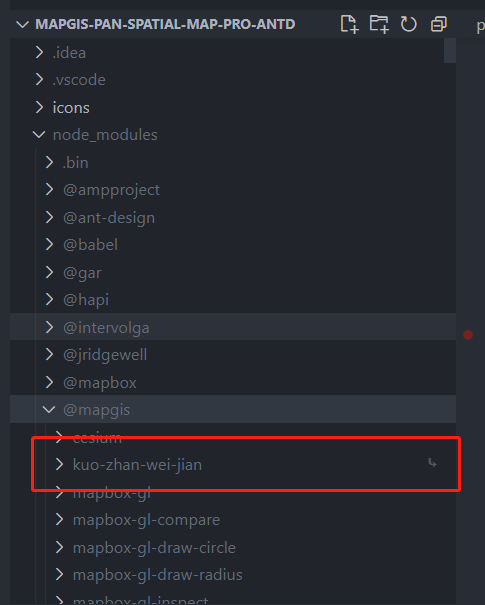 MAPGIS-PAN-SPATIAL-MAP-PRO-ANTD
p
.idea
.vscode
icons
node_modules
.bin
@ampproject
@ant-design
@babel
@gar
@hapi
@intervolga
@jridgewell
@mapbox
@mapgis
cesium
kuo-zhan-wei-jian
mapbox-gl
mapbox-gl-compare
mapbox-gl-draw-circle
mapbox-gl-draw-radius
mapbox-gl-inspect